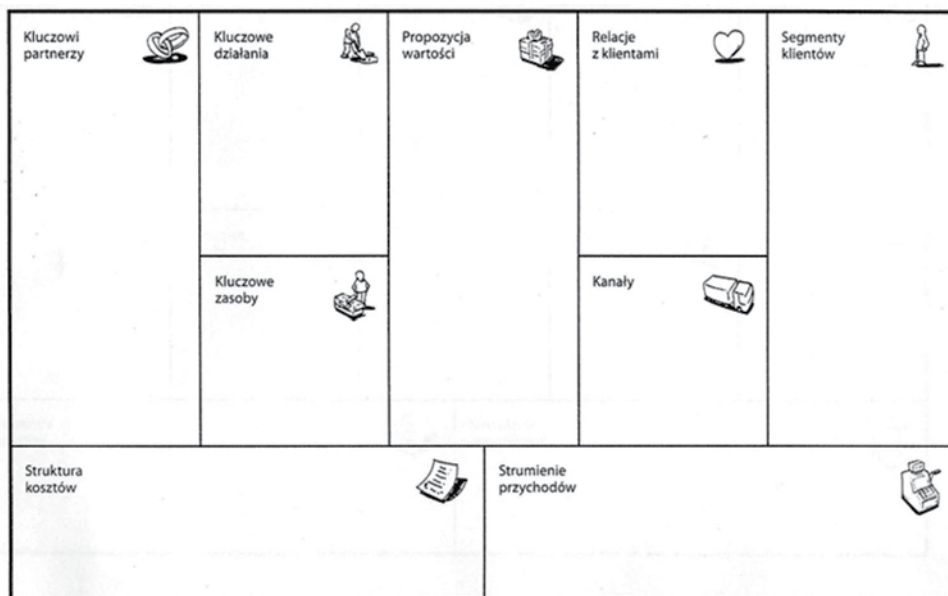 Kluczowi
partnerzy
Kluczowe
działania
Propozycja
wartości
Relacje
z klientami
Segmenty
klientów
Kluczowe
zasoby
Kanały
Struktura
kosztów
Strumienie
przychodów